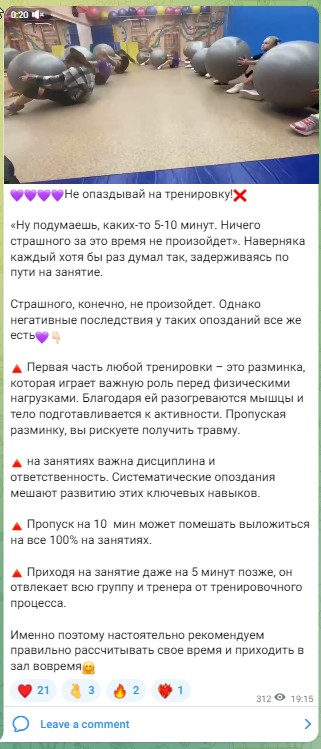 0:20
💜💜💜💜Не опаздывай на тренировку!❌
«Ну подумаешь, каких-то 5-10 минут. Ничего
страшного за это время не произойдет». Наверняка
каждый хотя бы раз думал так, задерживаясь по
пути на занятие.
Страшного, конечно, не произойдет. Однако
негативные последствия у таких опозданий все же
есть💜👇🏻
🔺 Первая часть любой тренировки – это разминка,
которая играет важную роль перед физическими
нагрузками. Благодаря ей разогреваются мышцы и
тело подготавливается к активности. Пропуская
разминку, вы рискуете получить травму.
🔺 на занятиях важна дисциплина и
ответственность. Систематические опоздания
мешают развитию этих ключевых навыков.
🔺 Пропуск на 10 мин может помешать выложиться
на все 100% на занятиях.
🔺 Приходя на занятие даже на 5 минут позже, он
отвлекает всю группу и тренера от тренировочного
процесса.
Именно поэтому настоятельно рекомендуем
правильно рассчитывать свое время и приходить в
зал вовремя🤗
❤️ 21 👌 3 🔥 2 ❤️‍🔥 1
312 19:15
Leave a comment